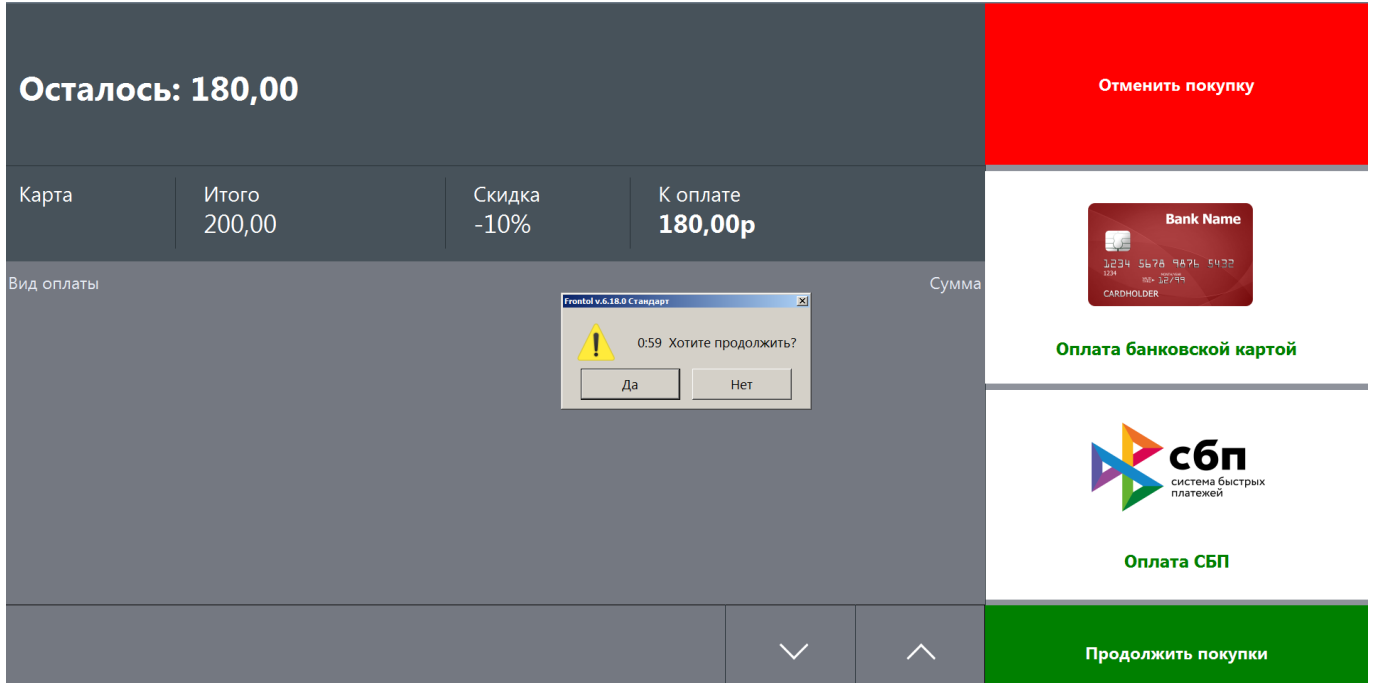 Осталось: 180,00
Отменить покупку
Карта
Итого
200,00
Скидка
-10%
К оплате
180,00р
Bank Name
1234 5678 9876 5432
1234
12/99
CARDHOLDER
Оплата банковской картой
Вид оплаты
Сумма
Frontol v.6.18.0 Стандарт
0:59 Хотите продолжить?
Да
Нет
сбп
система быстрых
платежей
Оплата СБП
Продолжить покупки